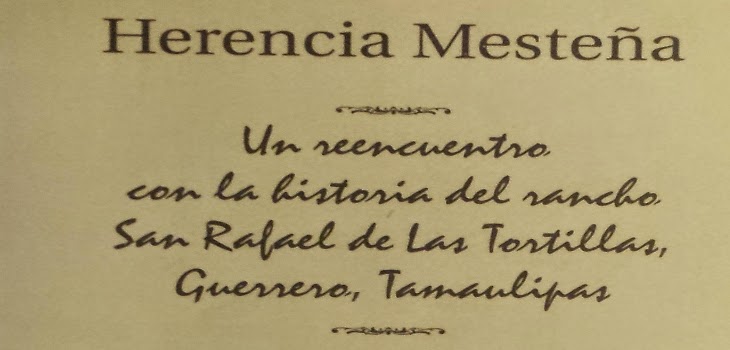 Herencia Mesteña
Un reencuentro
con la historia del rancho
San Rafael de Las Tortillas,
Guerrero, Tamaulipas